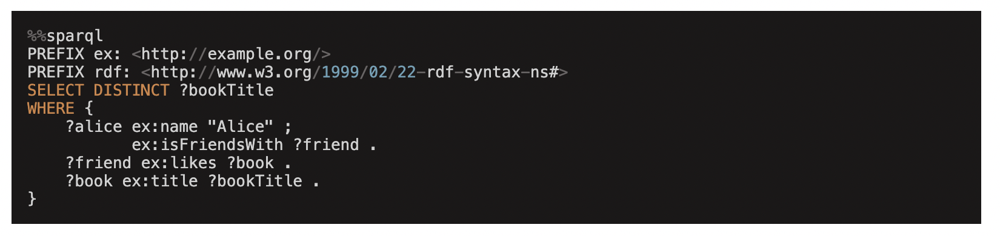 %%sparql
PREFIX ex: <http://example.org/>
PREFIX rdf: <http://www.w3.org/1999/02/22-rdf-syntax-ns#>
SELECT DISTINCT ?bookTitle
WHERE {
    ?alice ex:name "Alice" ;
           ex:isFriendsWith ?friend .
    ?friend ex:likes ?book .
    ?book ex:title ?bookTitle .
}